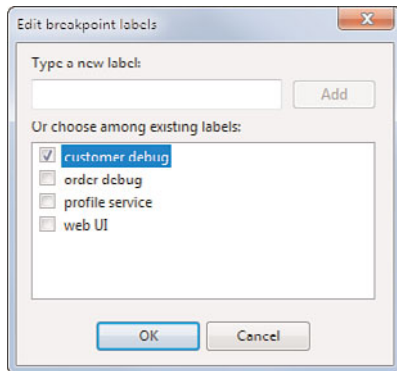 Edit breakpoint labels
Type a new label:
Add
Or choose among existing labels:
customer debug
order debug
profile service
web UI
OK
Cancel